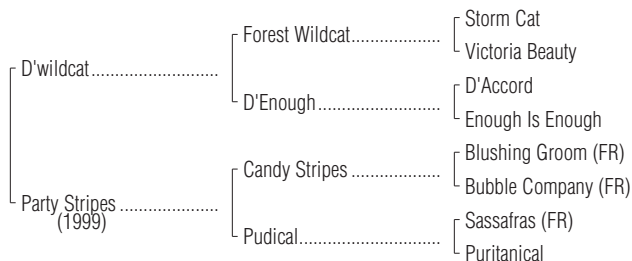 Storm Cat
Forest Wildcat....................
Victoria Beauty
D'wildcat............................
D'Accord
D'Enough...........................
Enough Is Enough
Blushing Groom (FR)
Candy Stripes ....................
Bubble Company (FR)
Party Stripes .....................
(1999)
Sassafras (FR)
Pudical................................
Puritanical